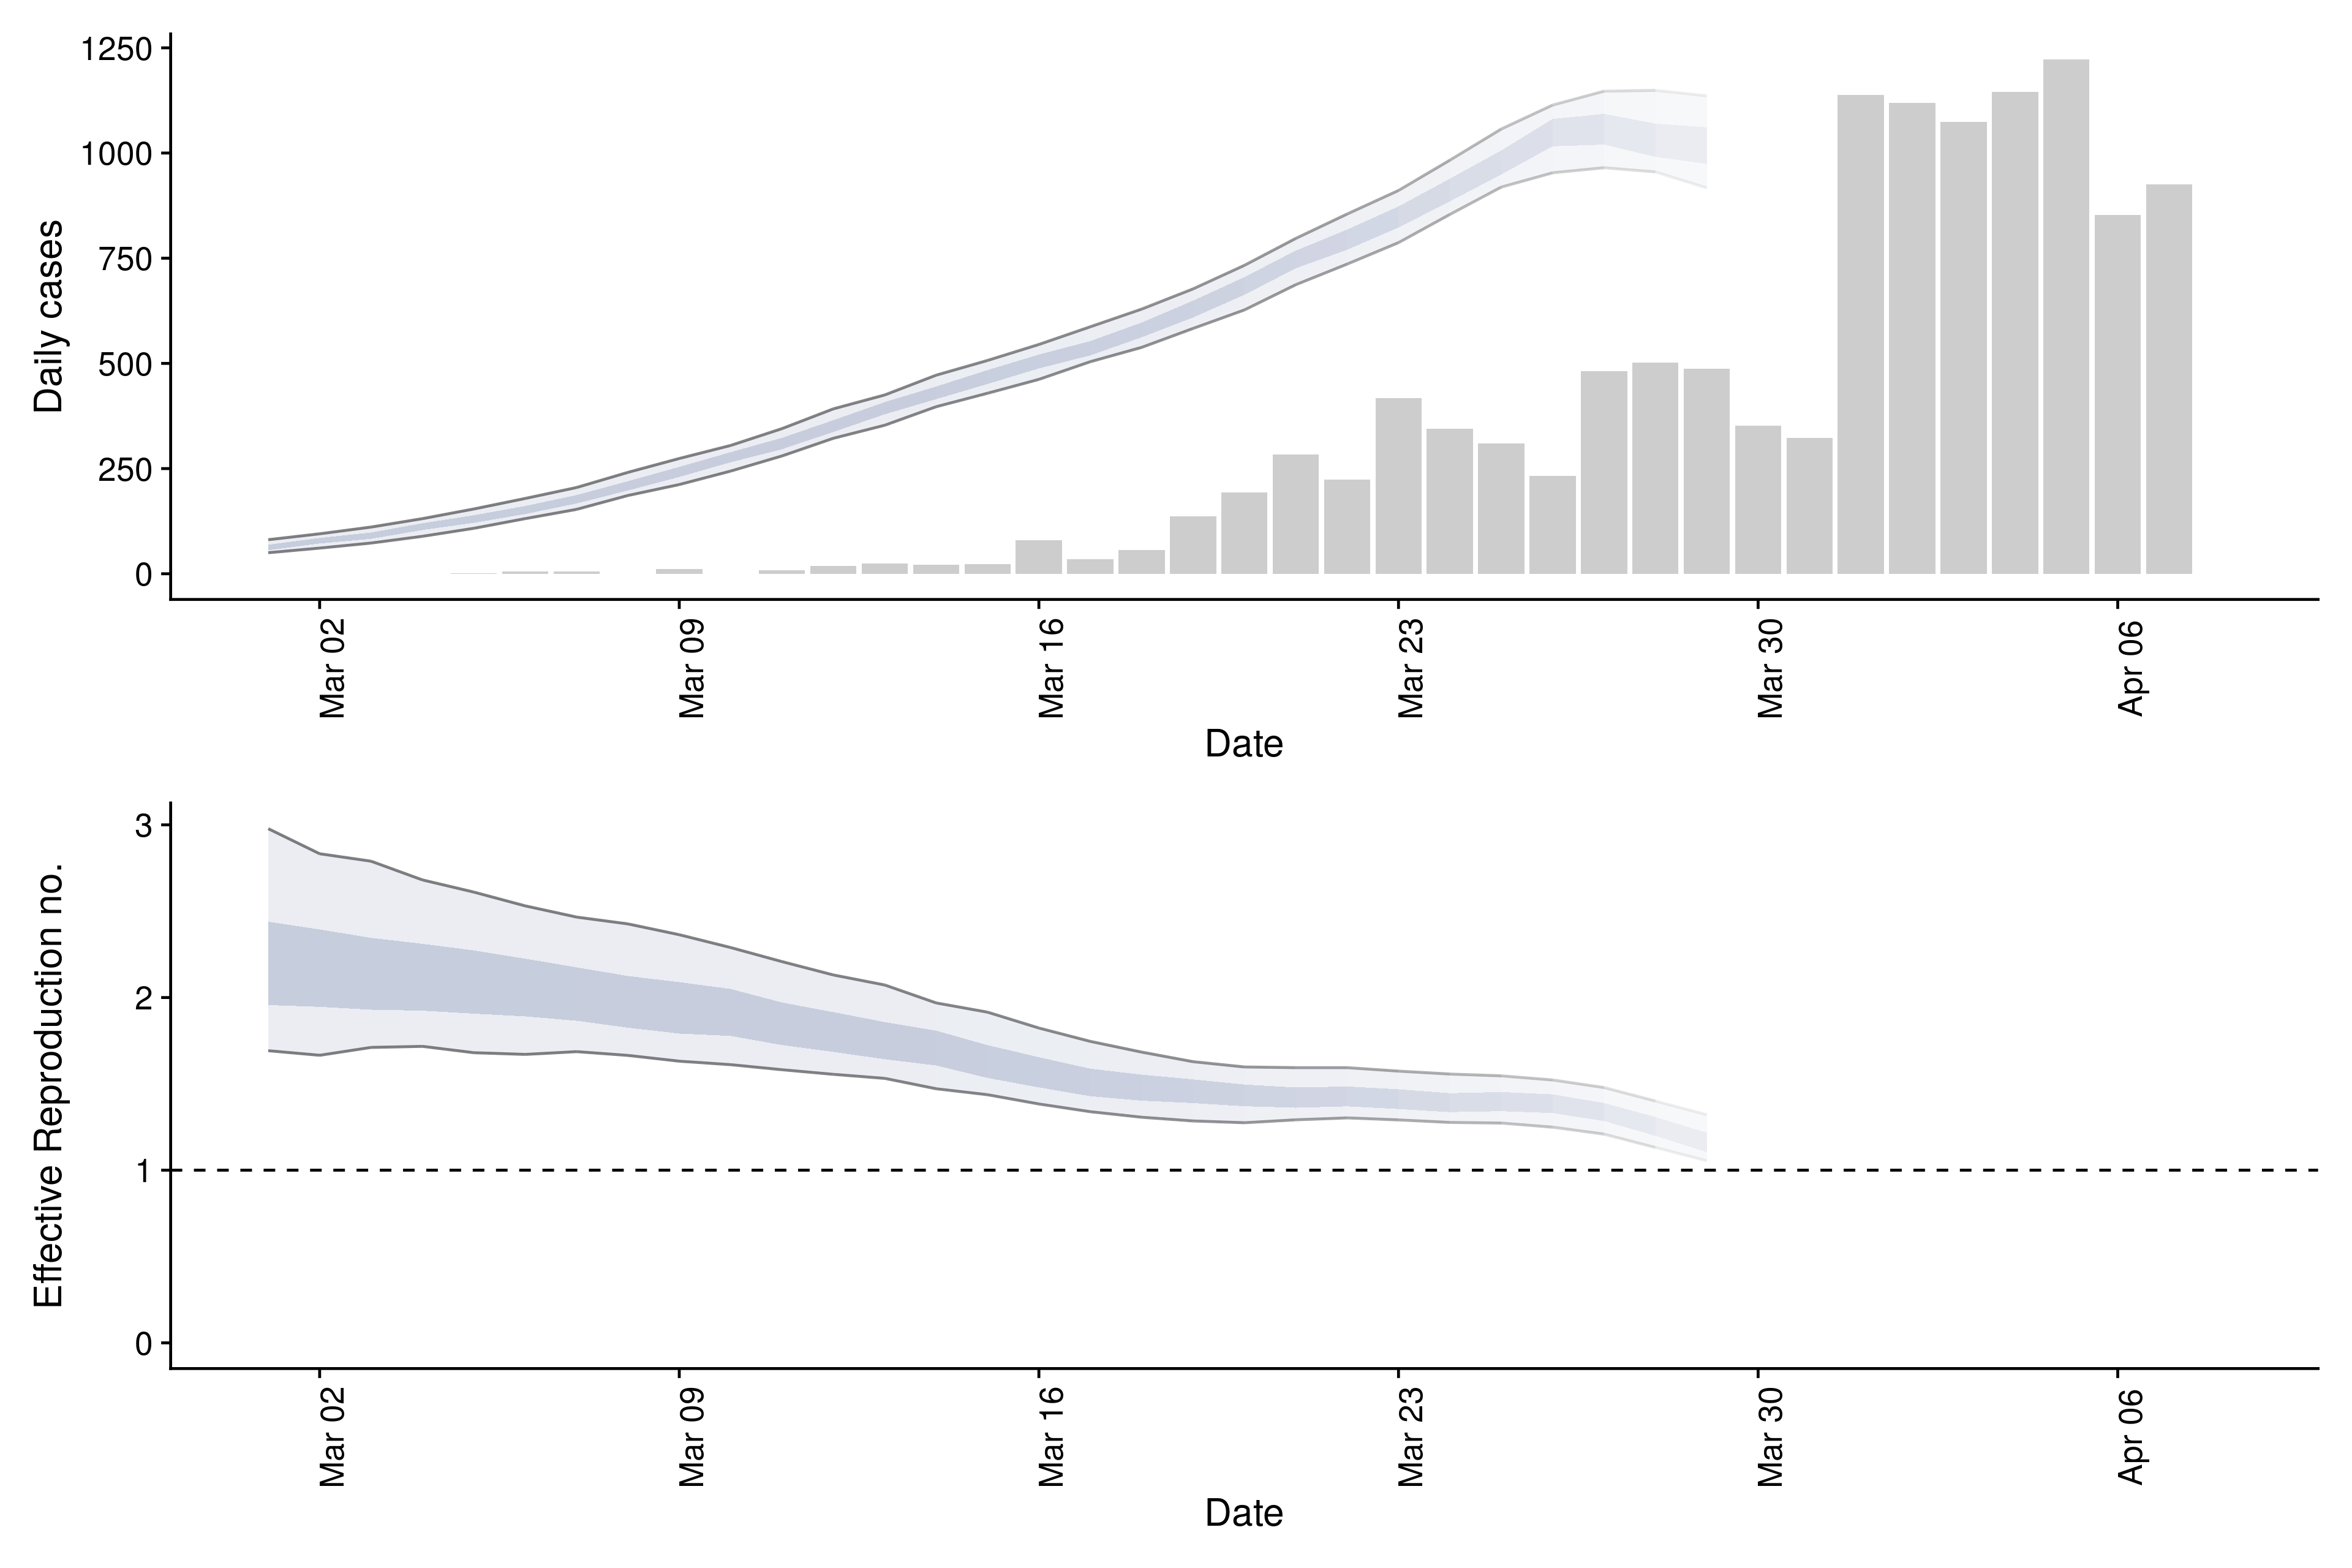 1250
1000
750
500
250
0
Daily cases
Mar 02
Mar 09
Mar 16
Mar 23
Mar 30
Apr 06
Date
3
2
1
0
Effective Reproduction no.
Mar 02
Mar 09
Mar 16
Mar 23
Mar 30
Apr 06
Date